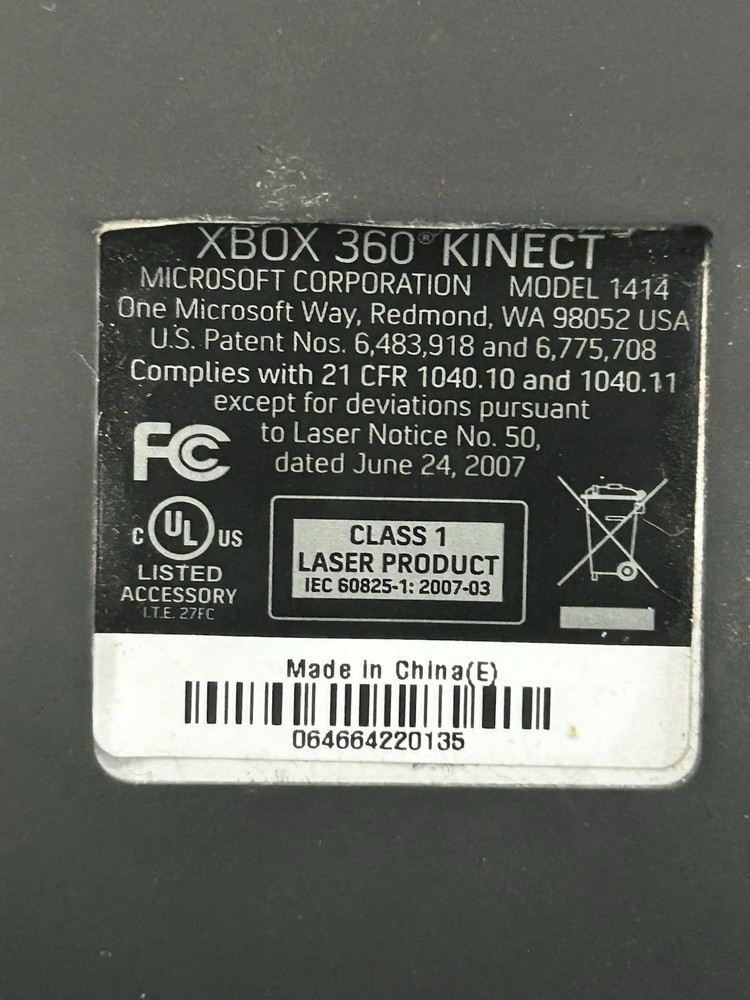 XBOX 360® KINECT
MICROSOFT CORPORATION MODEL 1414
One Microsoft Way, Redmond, WA 98052 USA
U.S. Patent Nos. 6,483,918 and 6,775,708
Complies with 21 CFR 1040.10 and 1040.11
except for deviations pursuant
to Laser Notice No. 50,
dated June 24, 2007
FC
C UL US
LISTED
ACCESSORY
I.T.E. 27FC
CLASS 1
LASER PRODUCT
IEC 60825-1: 2007-03
Made in China(E)
064664220135